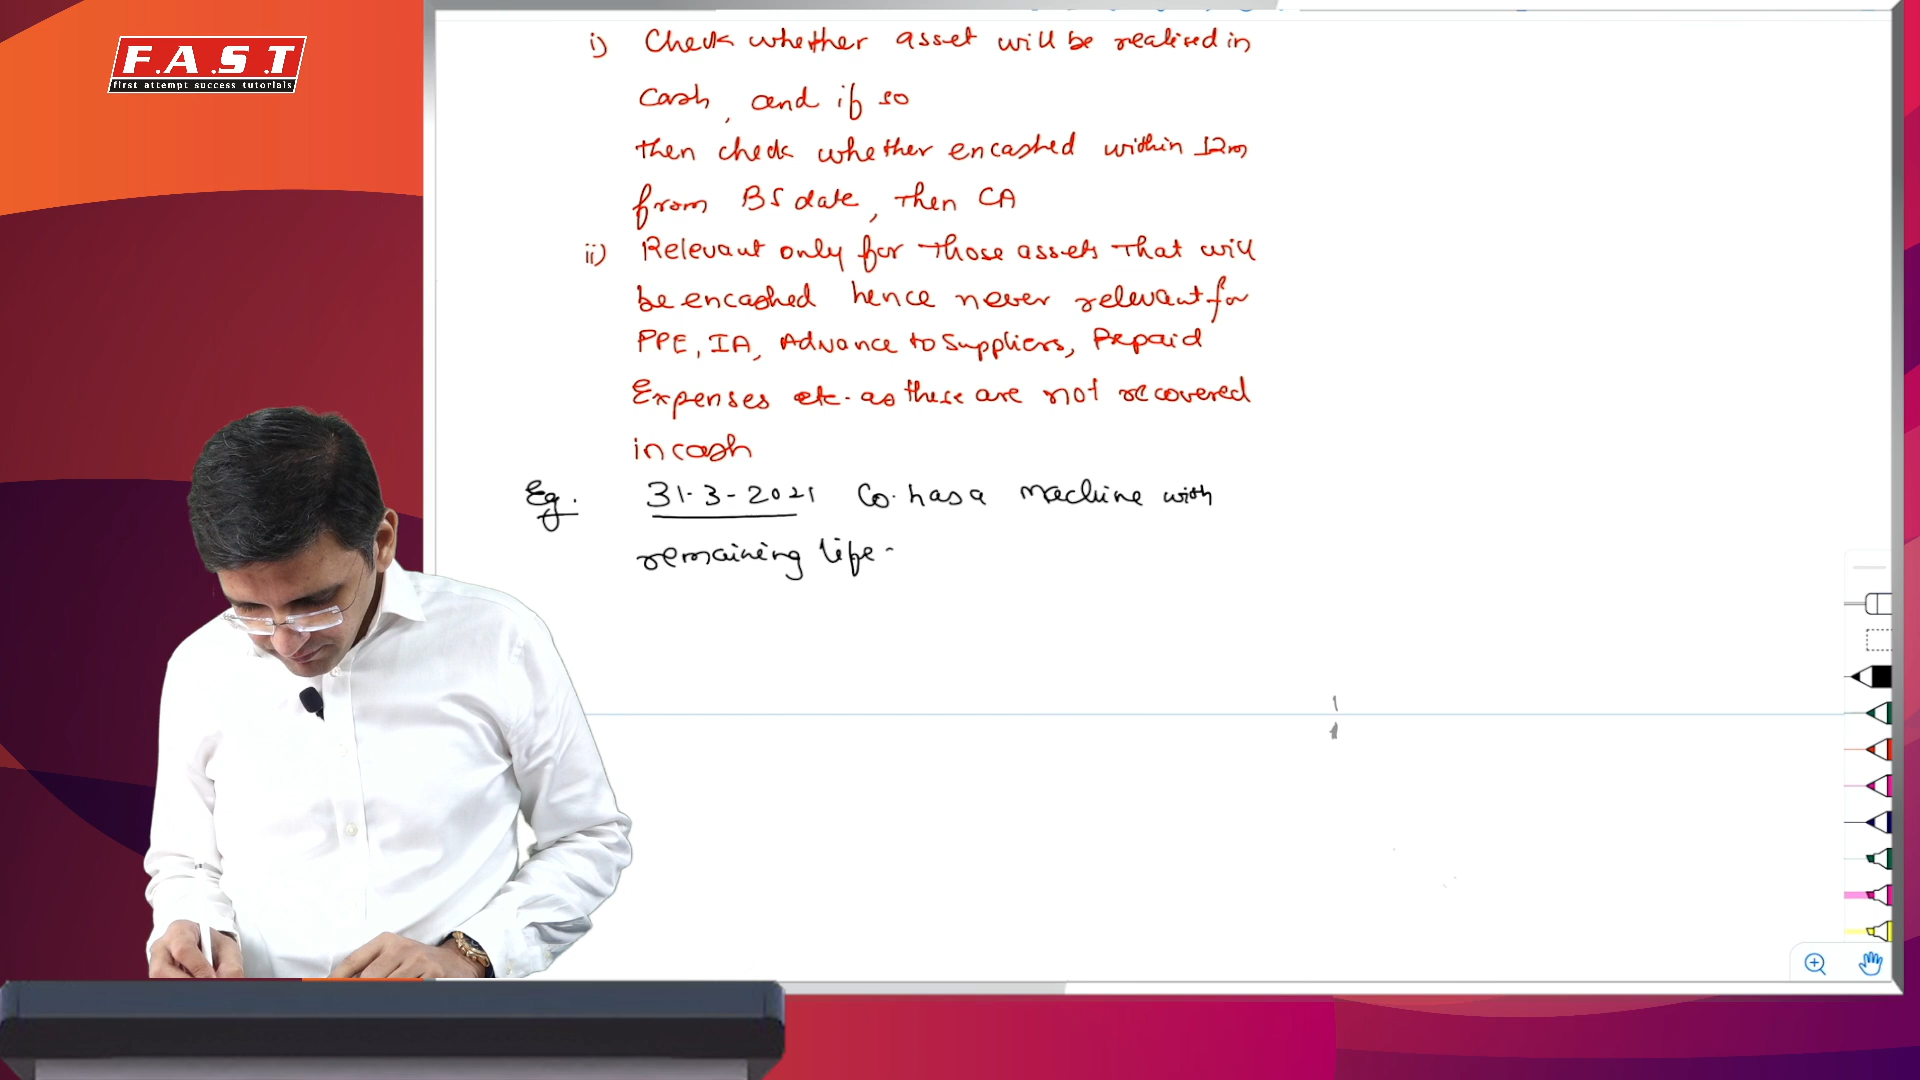 F.A.S.T
first attempt success tutorials
i) Check whether asset will be realised in
cash, and if so
then check whether encashed within 12m
from BS date, then CA
ii) Relevant only for those assets that will
be encashed hence never relevant for
PPE, IA, Advance to Suppliers, Prepaid
Expenses etc. as these are not recovered
in cash
Eg. 31-3-2021 Co. has a machine with
remaining life -